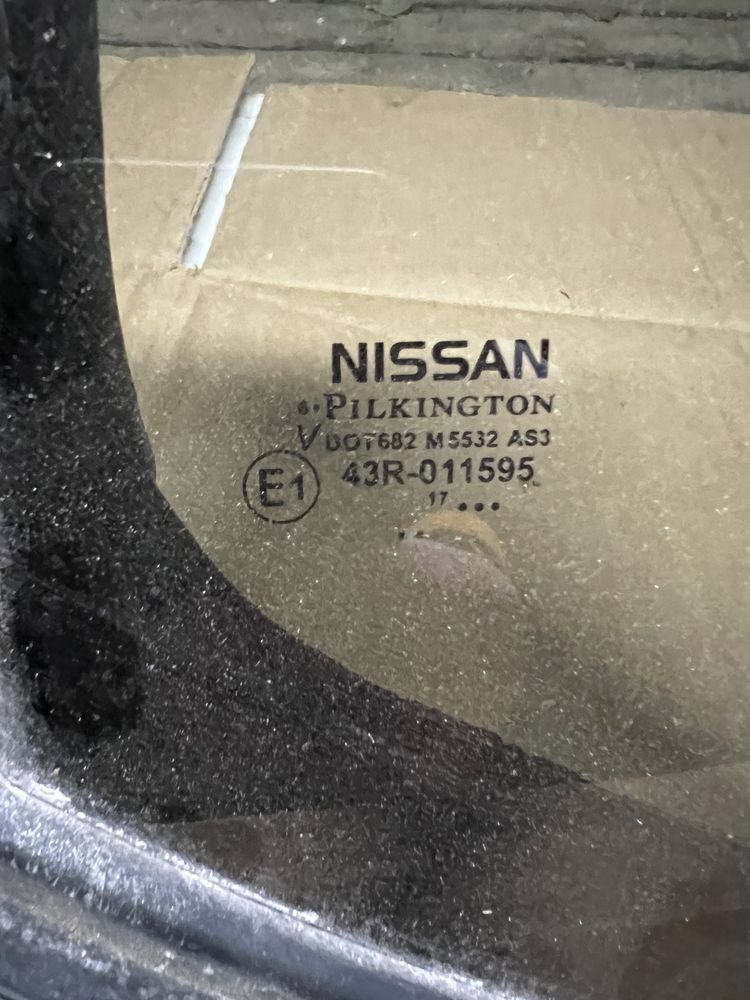 NISSAN
PILKINGTON
V DOT682 M5532 AS3
E1 43R-011595
17 ...